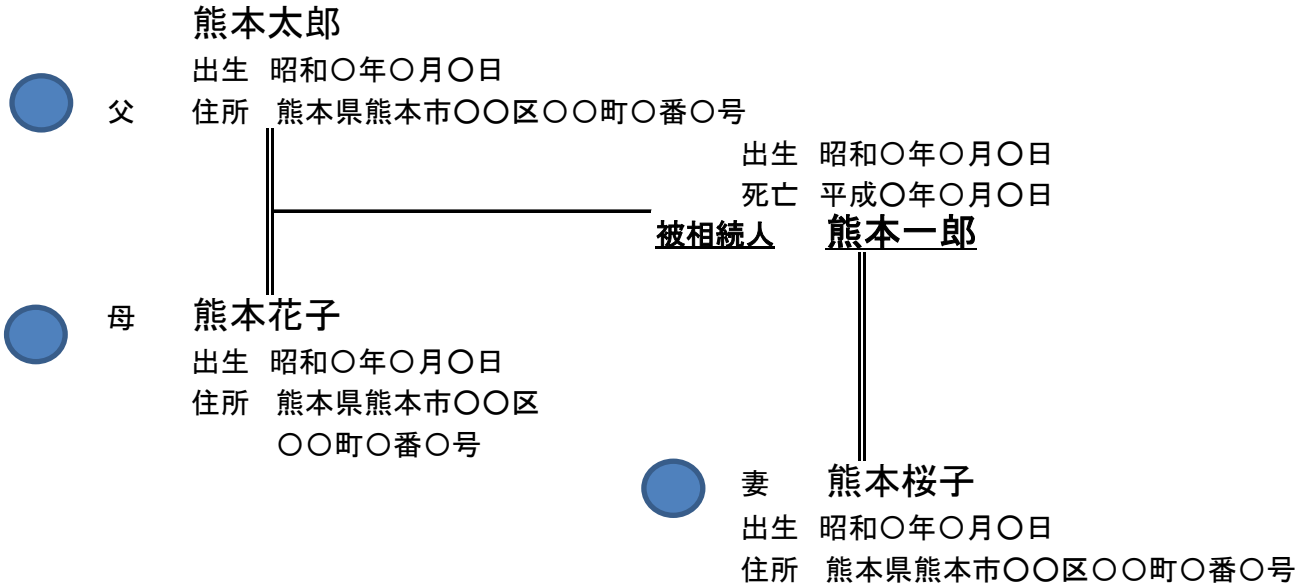 熊本太郎
出生 昭和〇年〇月〇日
父 住所 熊本県熊本市〇〇区〇〇町〇番〇号
出生 昭和〇年〇月〇日
死亡 平成〇年〇月〇日
被相続人 熊本一郎
母 熊本花子
出生 昭和〇年〇月〇日
住所 熊本県熊本市〇〇区
〇〇町〇番〇号
妻 熊本桜子
出生 昭和〇年〇月〇日
住所 熊本県熊本市〇〇区〇〇町〇番〇号